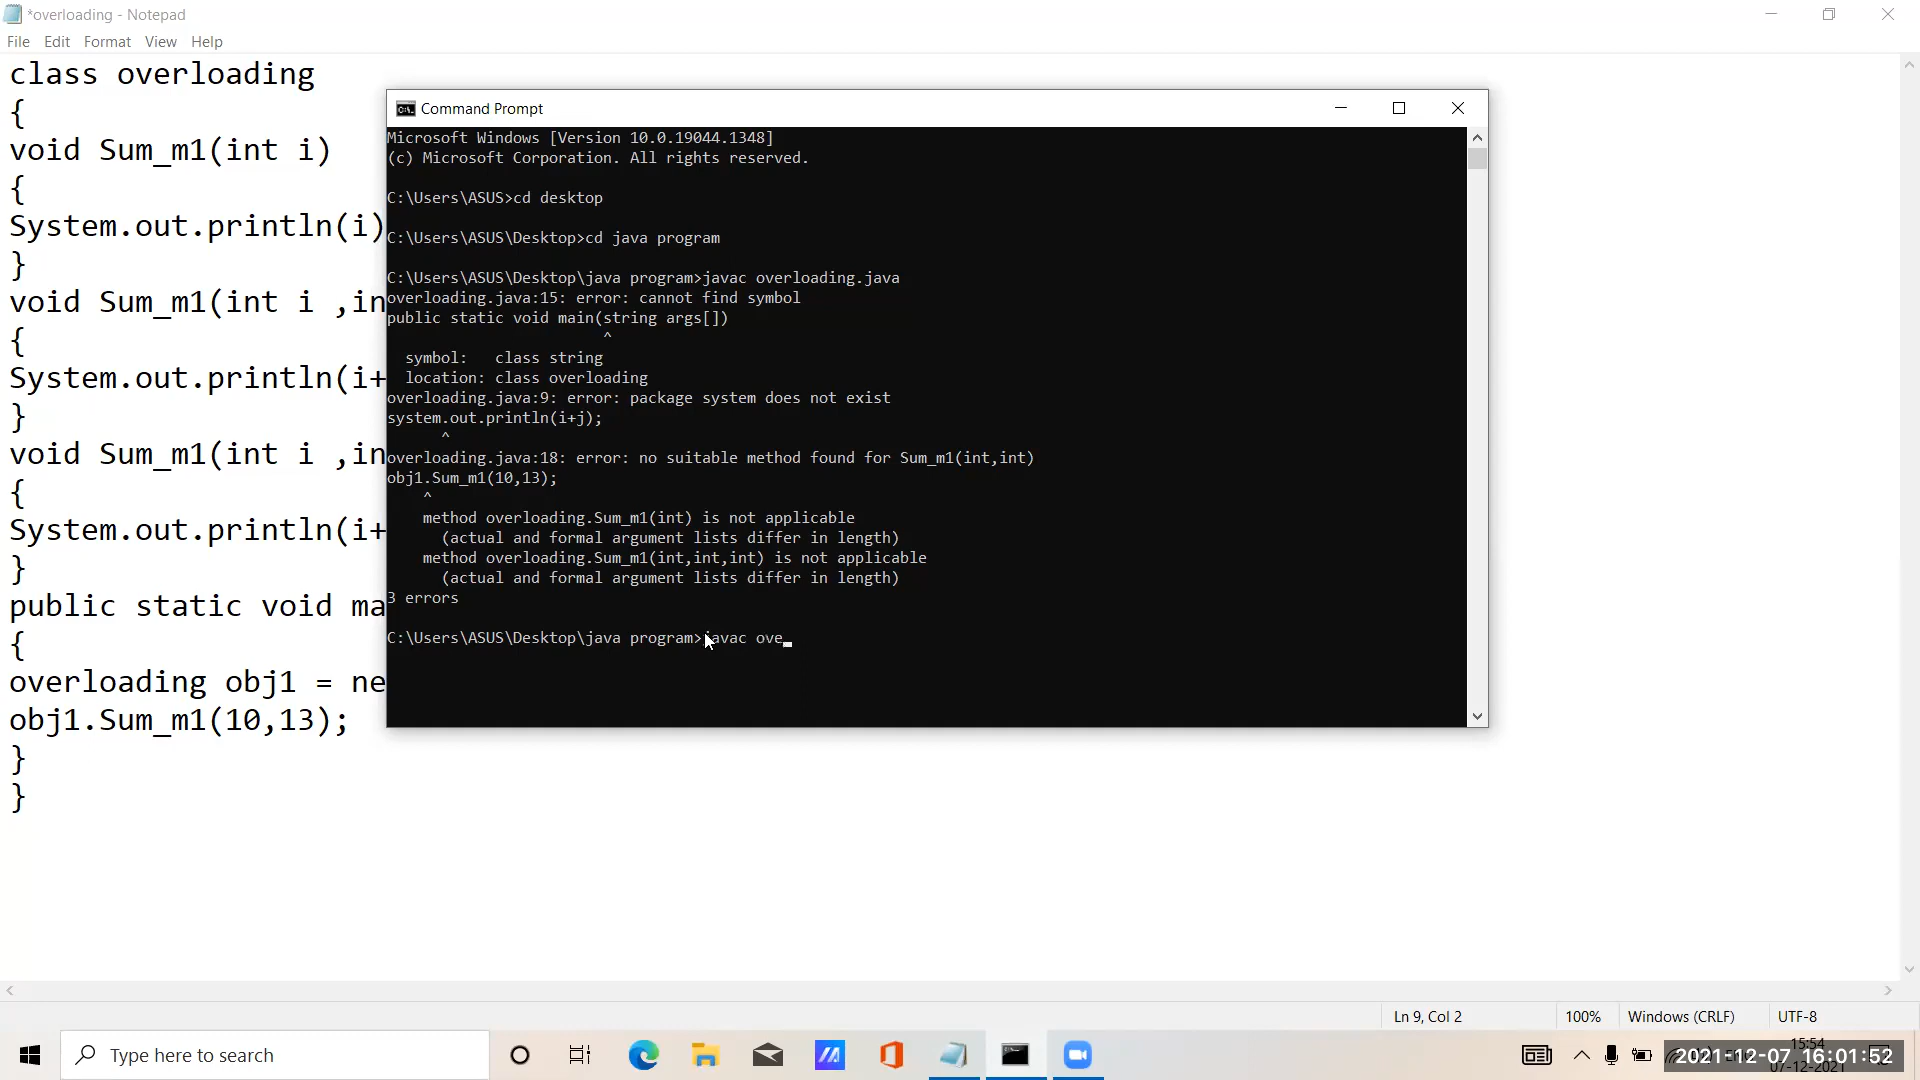 *overloading - Notepad
File Edit Format View Help
class overloading
{
void Sum_m1(int i)
{
System.out.println(i)
}
void Sum_m1(int i ,in
{
System.out.println(i+
}
void Sum_m1(int i ,in
{
System.out.println(i+
}
public static void ma
{
overloading obj1 = ne
obj1.Sum_m1(10,13);
}
}
Command Prompt
Microsoft Windows [Version 10.0.19044.1348]
(c) Microsoft Corporation. All rights reserved.
C:\Users\ASUS>cd desktop
C:\Users\ASUS\Desktop>cd java program
C:\Users\ASUS\Desktop\java program>javac overloading.java
overloading.java:15: error: cannot find symbol
public static void main(string args[])
^
symbol:   class string
location: class overloading
overloading.java:9: error: package system does not exist
system.out.println(i+j);
^
overloading.java:18: error: no suitable method found for Sum_m1(int,int)
obj1.Sum_m1(10,13);
^
method overloading.Sum_m1(int) is not applicable
(actual and formal argument lists differ in length)
method overloading.Sum_m1(int,int,int) is not applicable
(actual and formal argument lists differ in length)
3 errors
C:\Users\ASUS\Desktop\java program>javac ove_
Ln 9, Col 2 100% Windows (CRLF) UTF-8
Type here to search
15:54
2021-12-07 16:01:52
07-12-2021